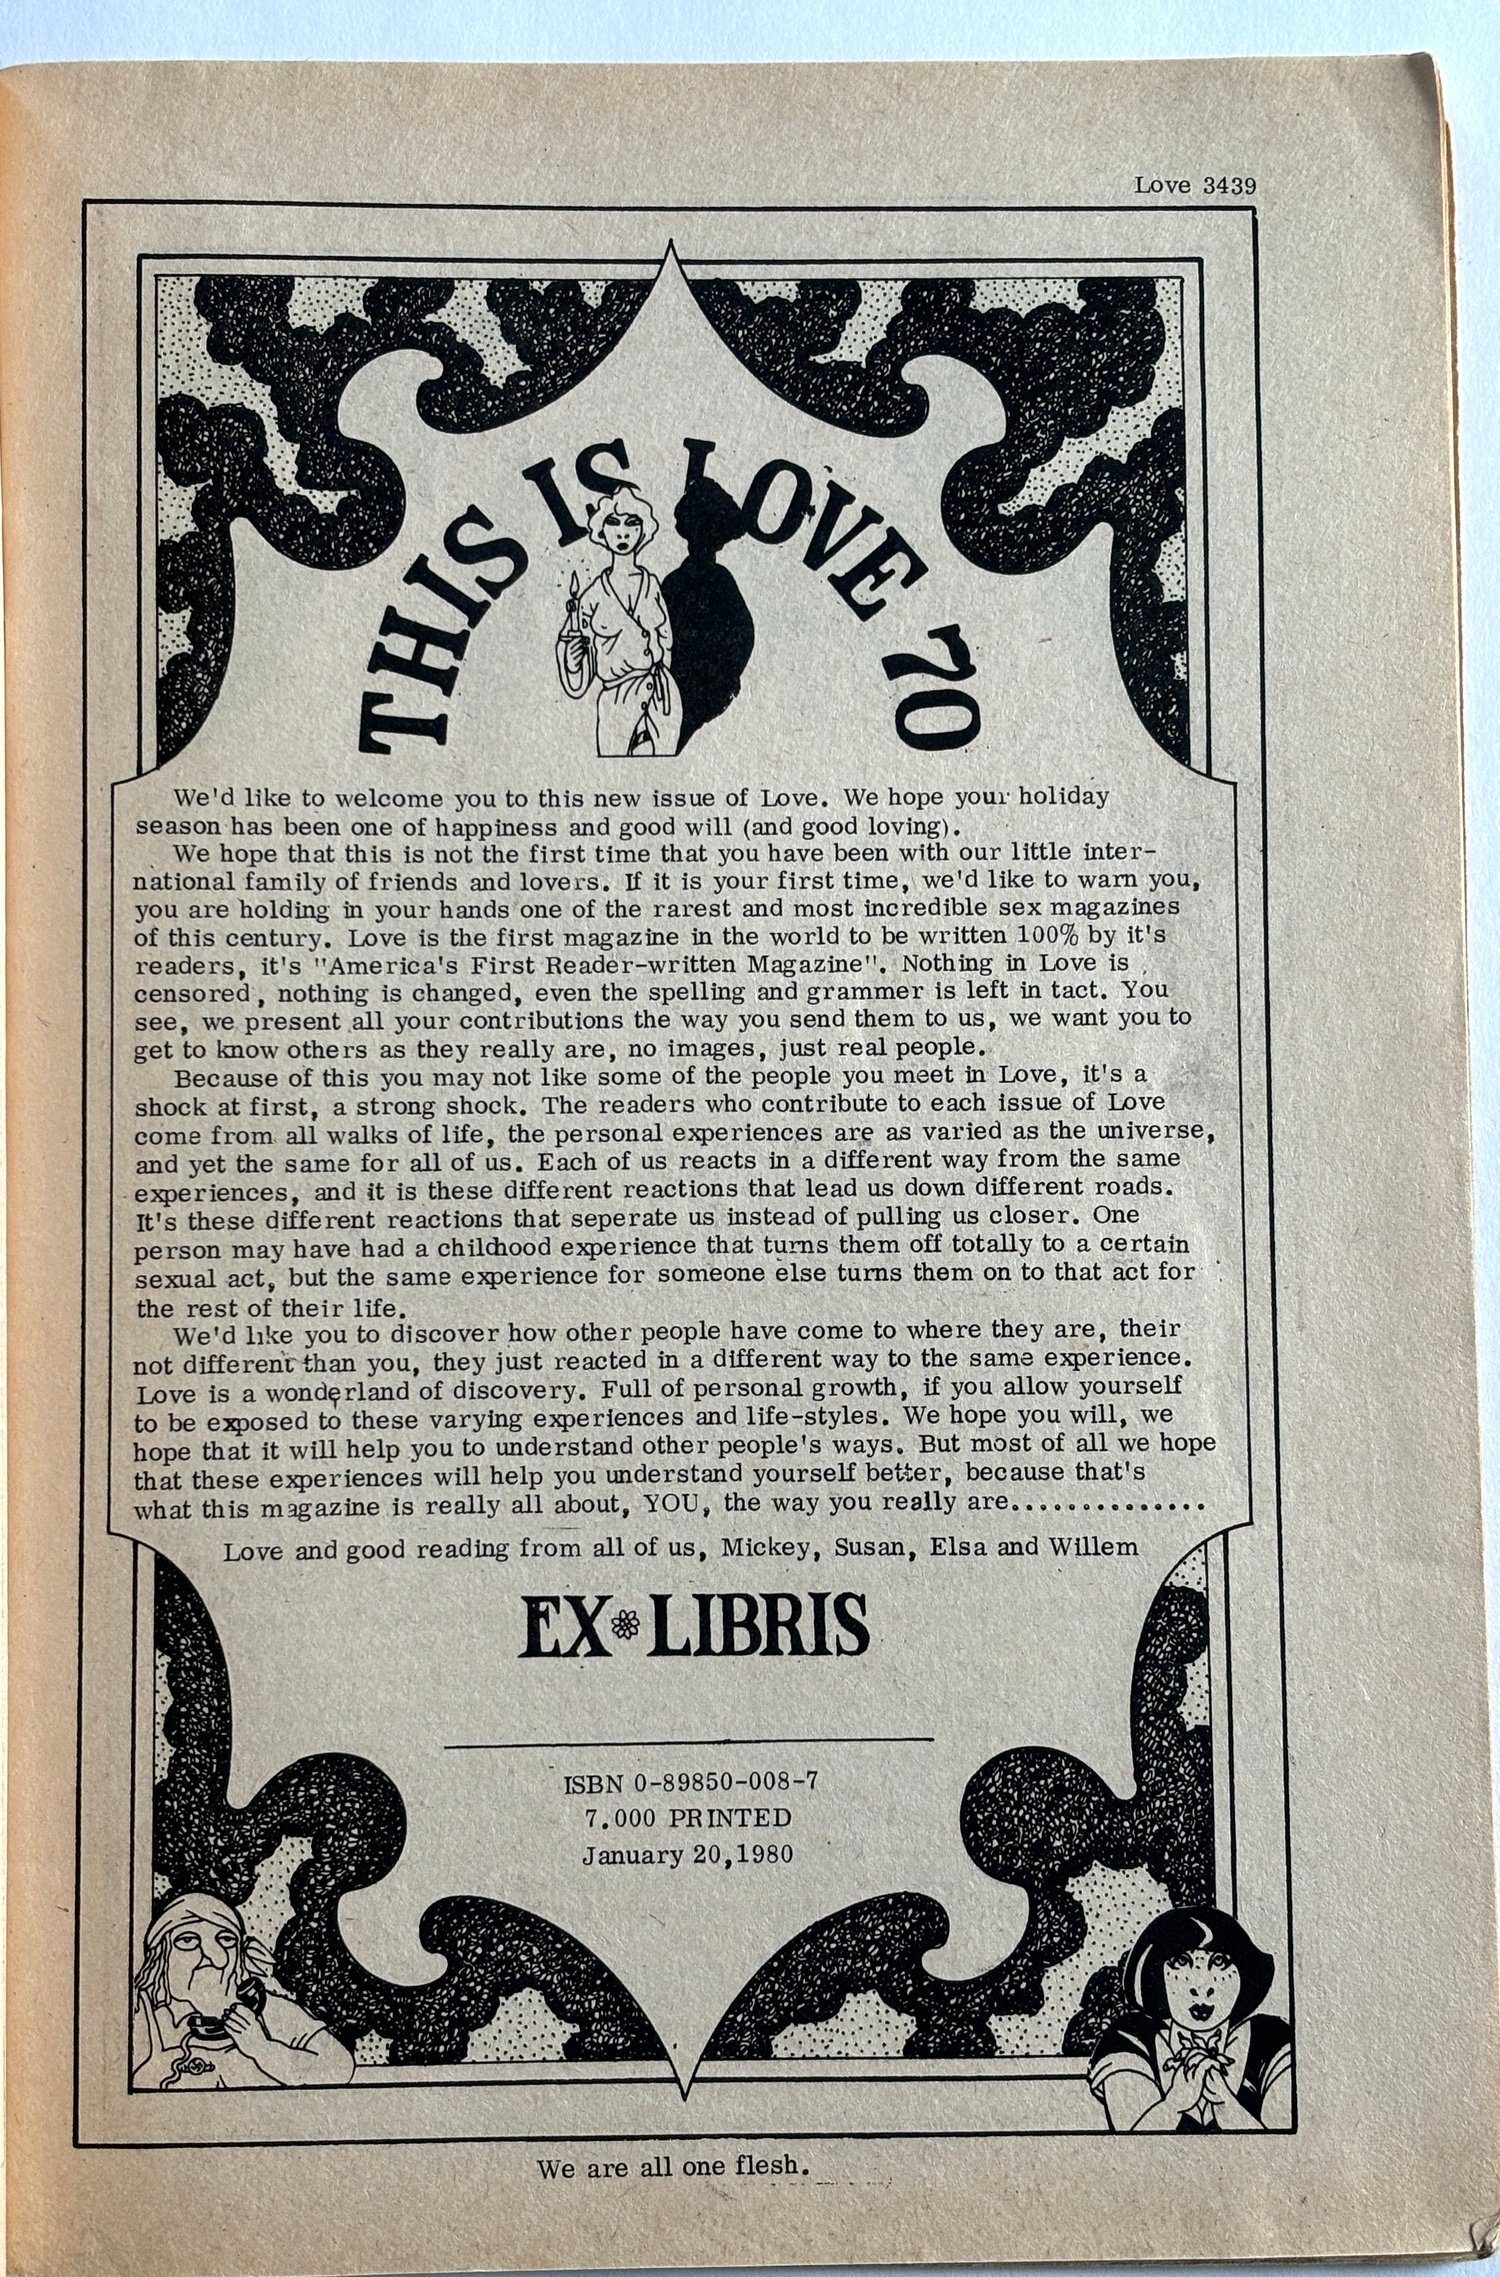 Love 3439
THIS IS LOVE 70
We'd like to welcome you to this new issue of Love. We hope your holiday
season has been one of happiness and good will (and good loving).
We hope that this is not the first time that you have been with our little inter-
national family of friends and lovers. If it is your first time, we'd like to warn you,
you are holding in your hands one of the rarest and most incredible sex magazines
of this century. Love is the first magazine in the world to be written 100% by it's
readers, it's "America's First Reader-written Magazine". Nothing in Love is
censored, nothing is changed, even the spelling and grammer is left in tact. You
see, we present all your contributions the way you send them to us, we want you to
get to know others as they really are, no images, just real people.
Because of this you may not like some of the people you meet in Love, it's a
shock at first, a strong shock. The readers who contribute to each issue of Love
come from all walks of life, the personal experiences are as varied as the universe,
and yet the same for all of us. Each of us reacts in a different way from the same
experiences, and it is these different reactions that lead us down different roads.
It's these different reactions that seperate us instead of pulling us closer. One
person may have had a childhood experience that turns them off totally to a certain
sexual act, but the same experience for someone else turns them on to that act for
the rest of their life.
We'd like you to discover how other people have come to where they are, their
not different than you, they just reacted in a different way to the same experience.
Love is a wonderland of discovery. Full of personal growth, if you allow yourself
to be exposed to these varying experiences and life-styles. We hope you will, we
hope that it will help you to understand other people's ways. But most of all we hope
that these experiences will help you understand yourself better, because that's
what this magazine is really all about, YOU, the way you really are..............
Love and good reading from all of us, Mickey, Susan, Elsa and Willem
EX LIBRIS
ISBN 0-89850-008-7
7.000 PRINTED
January 20,1980
We are all one flesh.